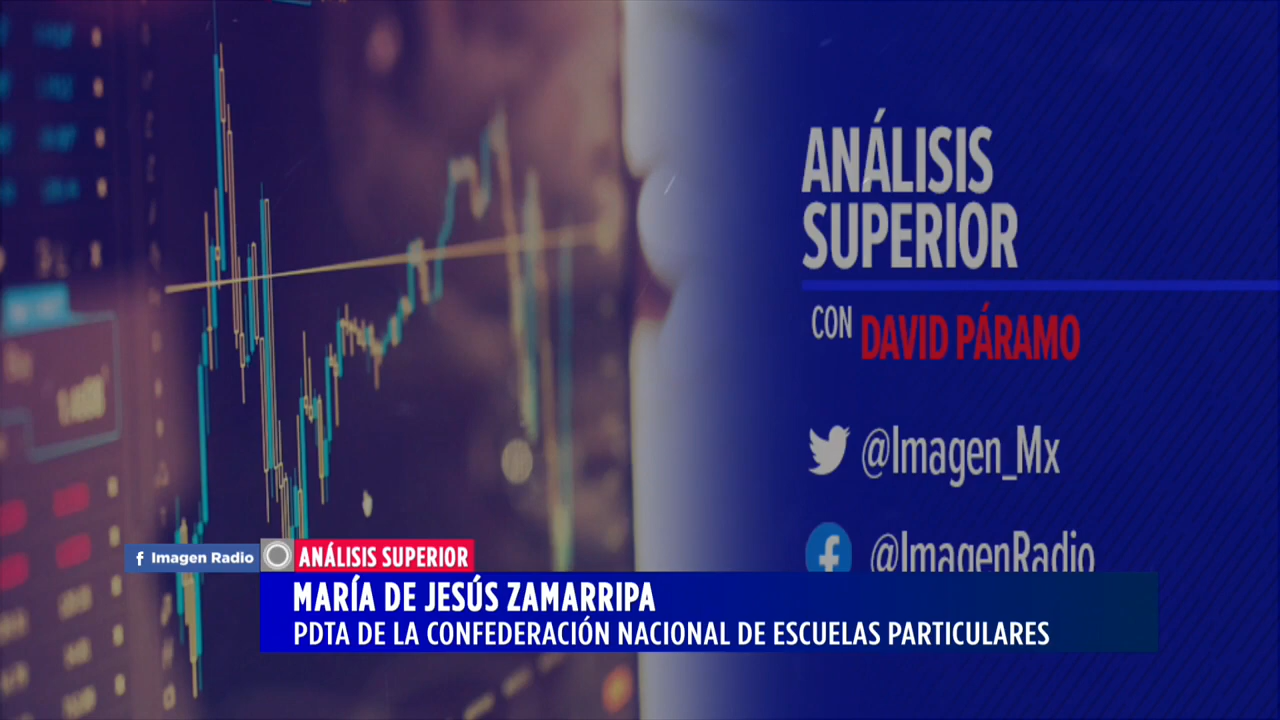 ANÁLISIS
SUPERIOR
CON DAVID PÁRAMO
@Imagen_Mx
@ImagenRadio
f Imagen Radio
ANÁLISIS SUPERIOR
MARÍA DE JESÚS ZAMARRIPA
PDTA DE LA CONFEDERACIÓN NACIONAL DE ESCUELAS PARTICULARES